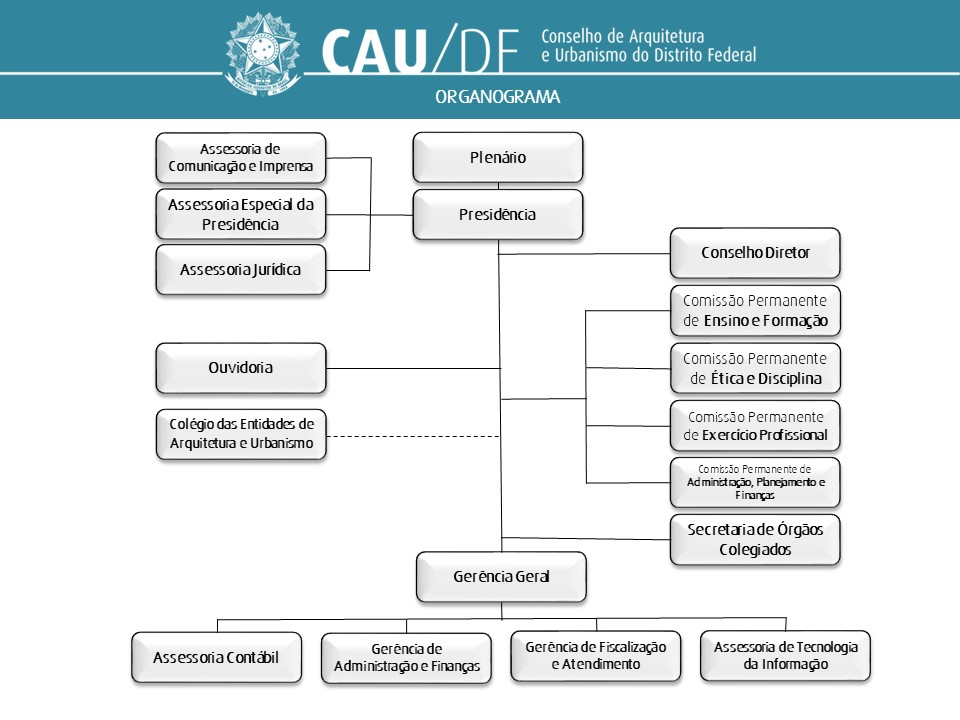 CAU/DF
Conselho de Arquitetura
e Urbanismo do Distrito Federal
ORGANOGRAMA
Assessoria de
Comunicação e Imprensa
Plenário
Assessoria Especial da
Presidência
Presidência
Assessoria Jurídica
Conselho Diretor
Comissão Permanente
de Ensino e Formação
Ouvidoria
Comissão Permanente
de Ética e Disciplina
Colégio das Entidades de
Arquitetura e Urbanismo
Comissão Permanente
de Exercício Profissional
Comissão Permanente de
Administração, Planejamento e
Finanças
Secretaria de Órgãos
Colegiados
Gerência Geral
Assessoria Contábil
Gerência de
Administração e Finanças
Gerência de Fiscalização
e Atendimento
Assessoria de Tecnologia
da Informação